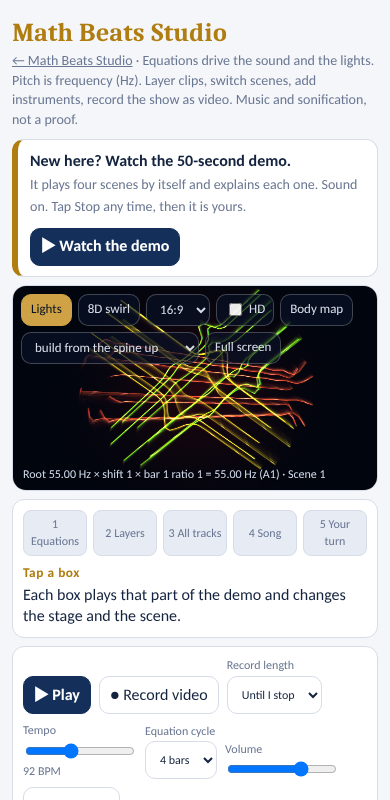 Math Beats Studio
← Math Beats Studio · Equations drive the sound and the lights.
Pitch is frequency (Hz). Layer clips, switch scenes, add
instruments, record the show as video. Music and sonification,
not a proof.
New here? Watch the 50-second demo.
It plays four scenes by itself and explains each one. Sound
on. Tap Stop any time, then it is yours.
▶ Watch the demo
Lights
8D swirl
16:9
HD
Body map
build from the spine up
Full screen
Root 55.00 Hz × shift 1 × bar 1 ratio 1 = 55.00 Hz (A1) · Scene 1
1
Equations
2 Layers
3 All tracks
4 Song
5 Your
turn
Tap a box
Each box plays that part of the demo and changes
the stage and the scene.
Record length
▶ Play
● Record video
Until I stop
Tempo
Equation cycle
Volume
4 bars
92 BPM